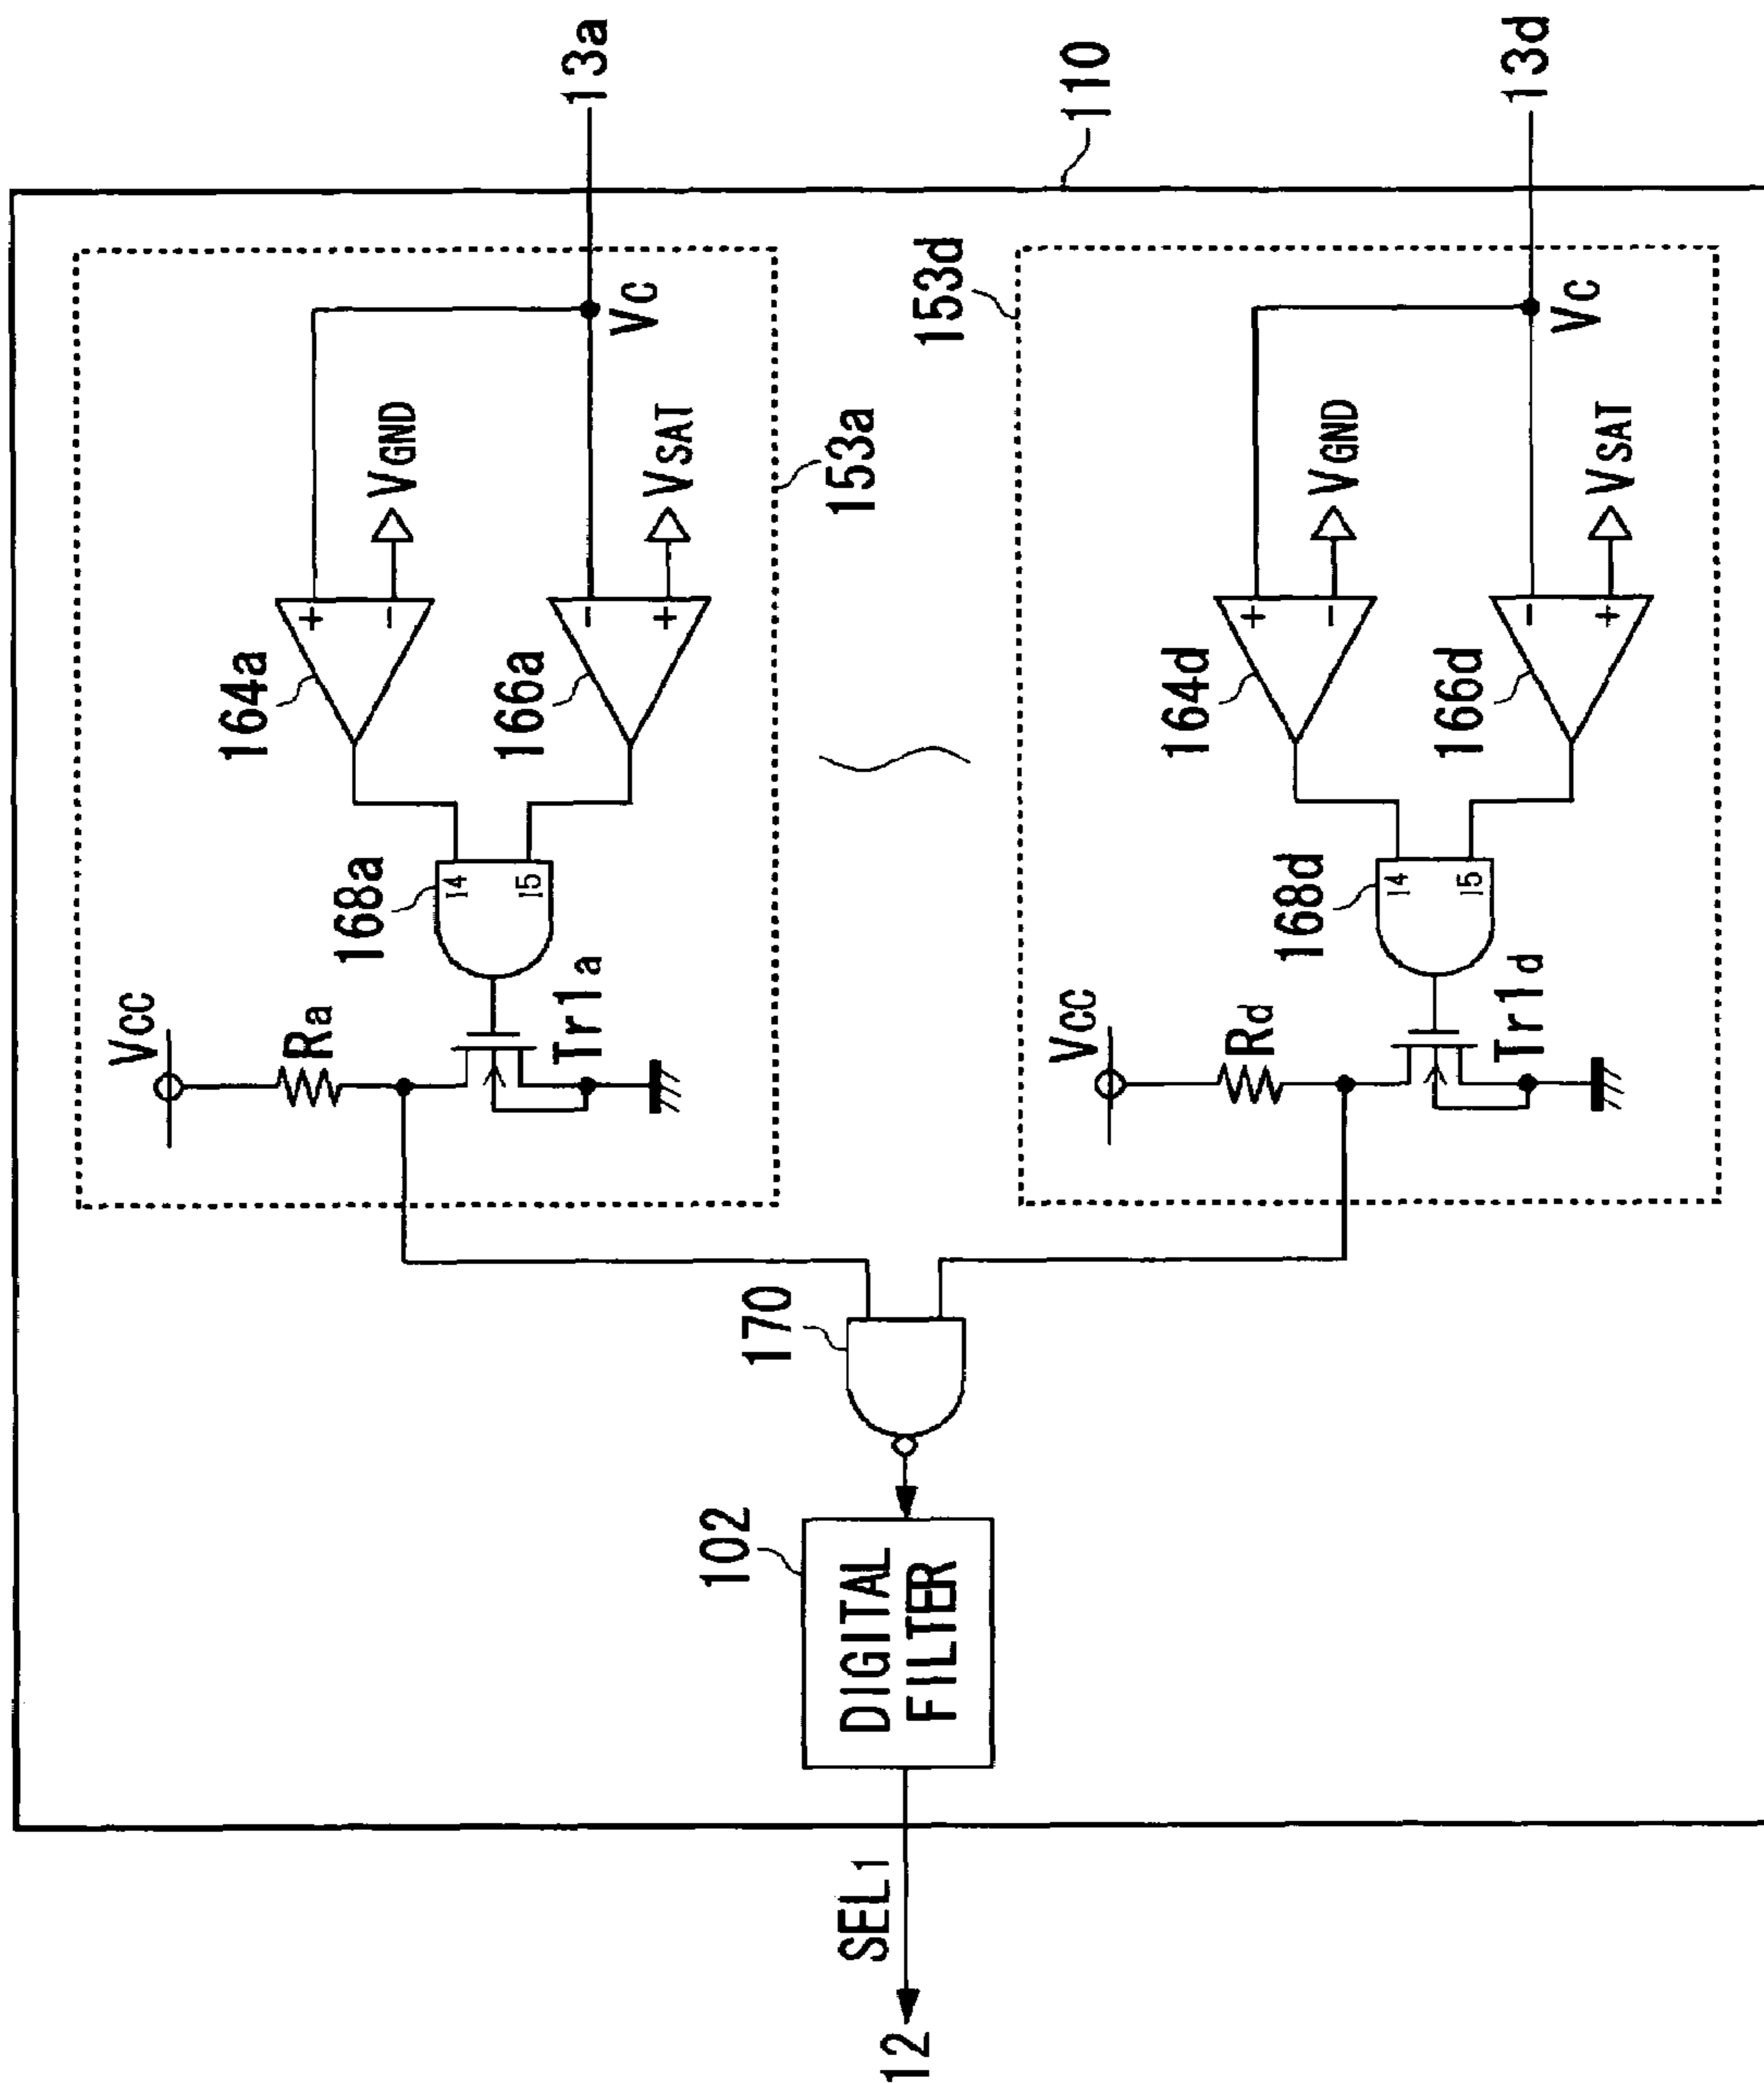 13a
13d
110
VC
VGND
VSAT
153a
164a
+
-
166a
-
+
168a
I4
I5
VCC
Ra
Tr1a
153d
VC
VGND
VSAT
164d
+
-
166d
-
+
168d
I4
I5
VCC
Rd
Tr1d
170
102
DIGITAL
FILTER
SEL1
12